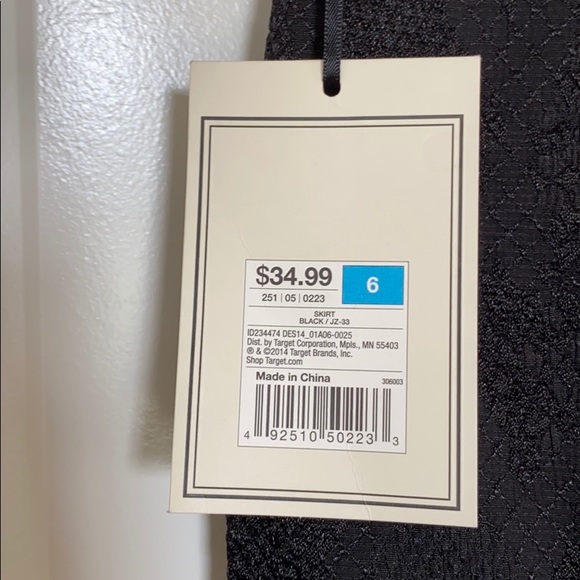 $34.99 6
251 | 05 | 0223
SKIRT
BLACK / JZ-33
ID234474 DES14_01A06-0025
Dist. by Target Corporation, Mpls., MN 55403
® & ©2014 Target Brands, Inc.
Shop Target.com
Made in China 306003
4 92510 50223 3